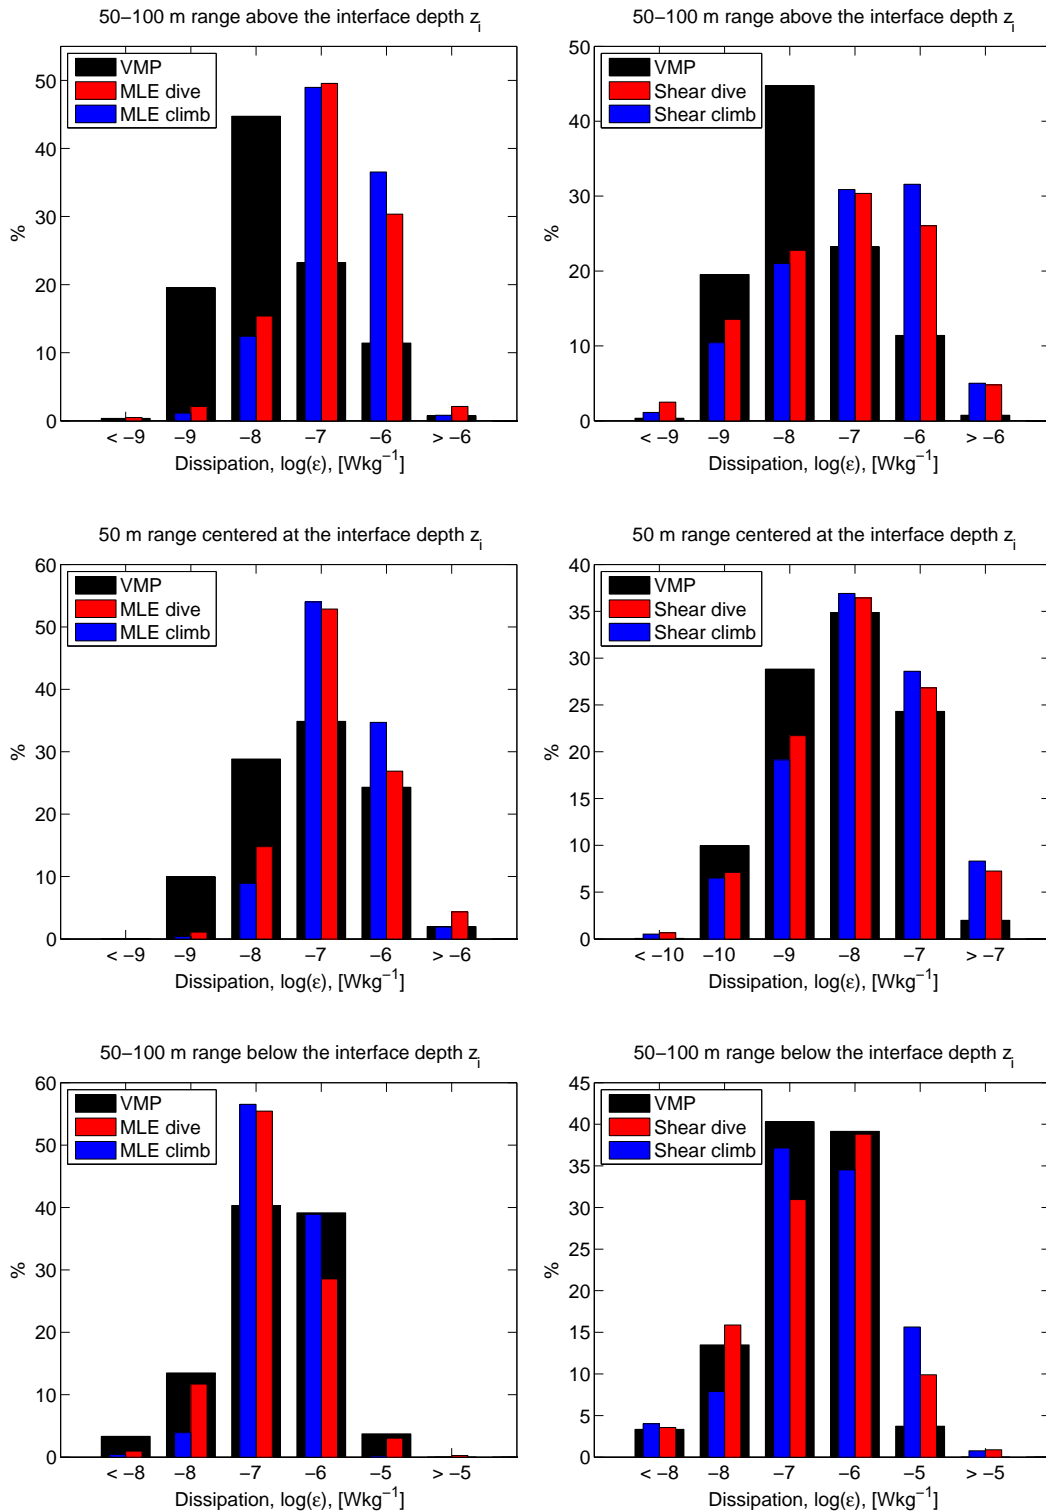 50−100 m range above the interface depth z_i
VMP
MLE dive
MLE climb
50
40
30
20
10
0
%
< −9 −9 −8 −7 −6 > −6
Dissipation, log(ε), [Wkg⁻¹]
50−100 m range above the interface depth z_i
VMP
Shear dive
Shear climb
50
40
30
20
10
0
%
< −9 −9 −8 −7 −6 > −6
Dissipation, log(ε), [Wkg⁻¹]
50 m range centered at the interface depth z_i
VMP
MLE dive
MLE climb
60
50
40
30
20
10
0
%
< −9 −9 −8 −7 −6 > −6
Dissipation, log(ε), [Wkg⁻¹]
50 m range centered at the interface depth z_i
VMP
Shear dive
Shear climb
40
35
30
25
20
15
10
5
0
%
< −10 −10 −9 −8 −7 > −7
Dissipation, log(ε), [Wkg⁻¹]
50−100 m range below the interface depth z_i
VMP
MLE dive
MLE climb
60
50
40
30
20
10
0
%
< −8 −8 −7 −6 −5 > −5
Dissipation, log(ε), [Wkg⁻¹]
50−100 m range below the interface depth z_i
VMP
Shear dive
Shear climb
45
40
35
30
25
20
15
10
5
0
%
< −8 −8 −7 −6 −5 > −5
Dissipation, log(ε), [Wkg⁻¹]